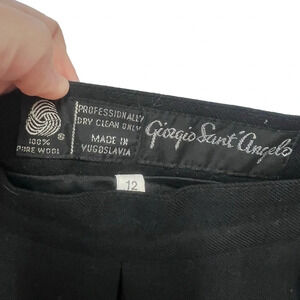 ®
100%
PURE WOOL
PROFESSIONALLY
DRY CLEAN ONLY
MADE IN
YUGOSLAVIA
Giorgio Sant' Angelo
12